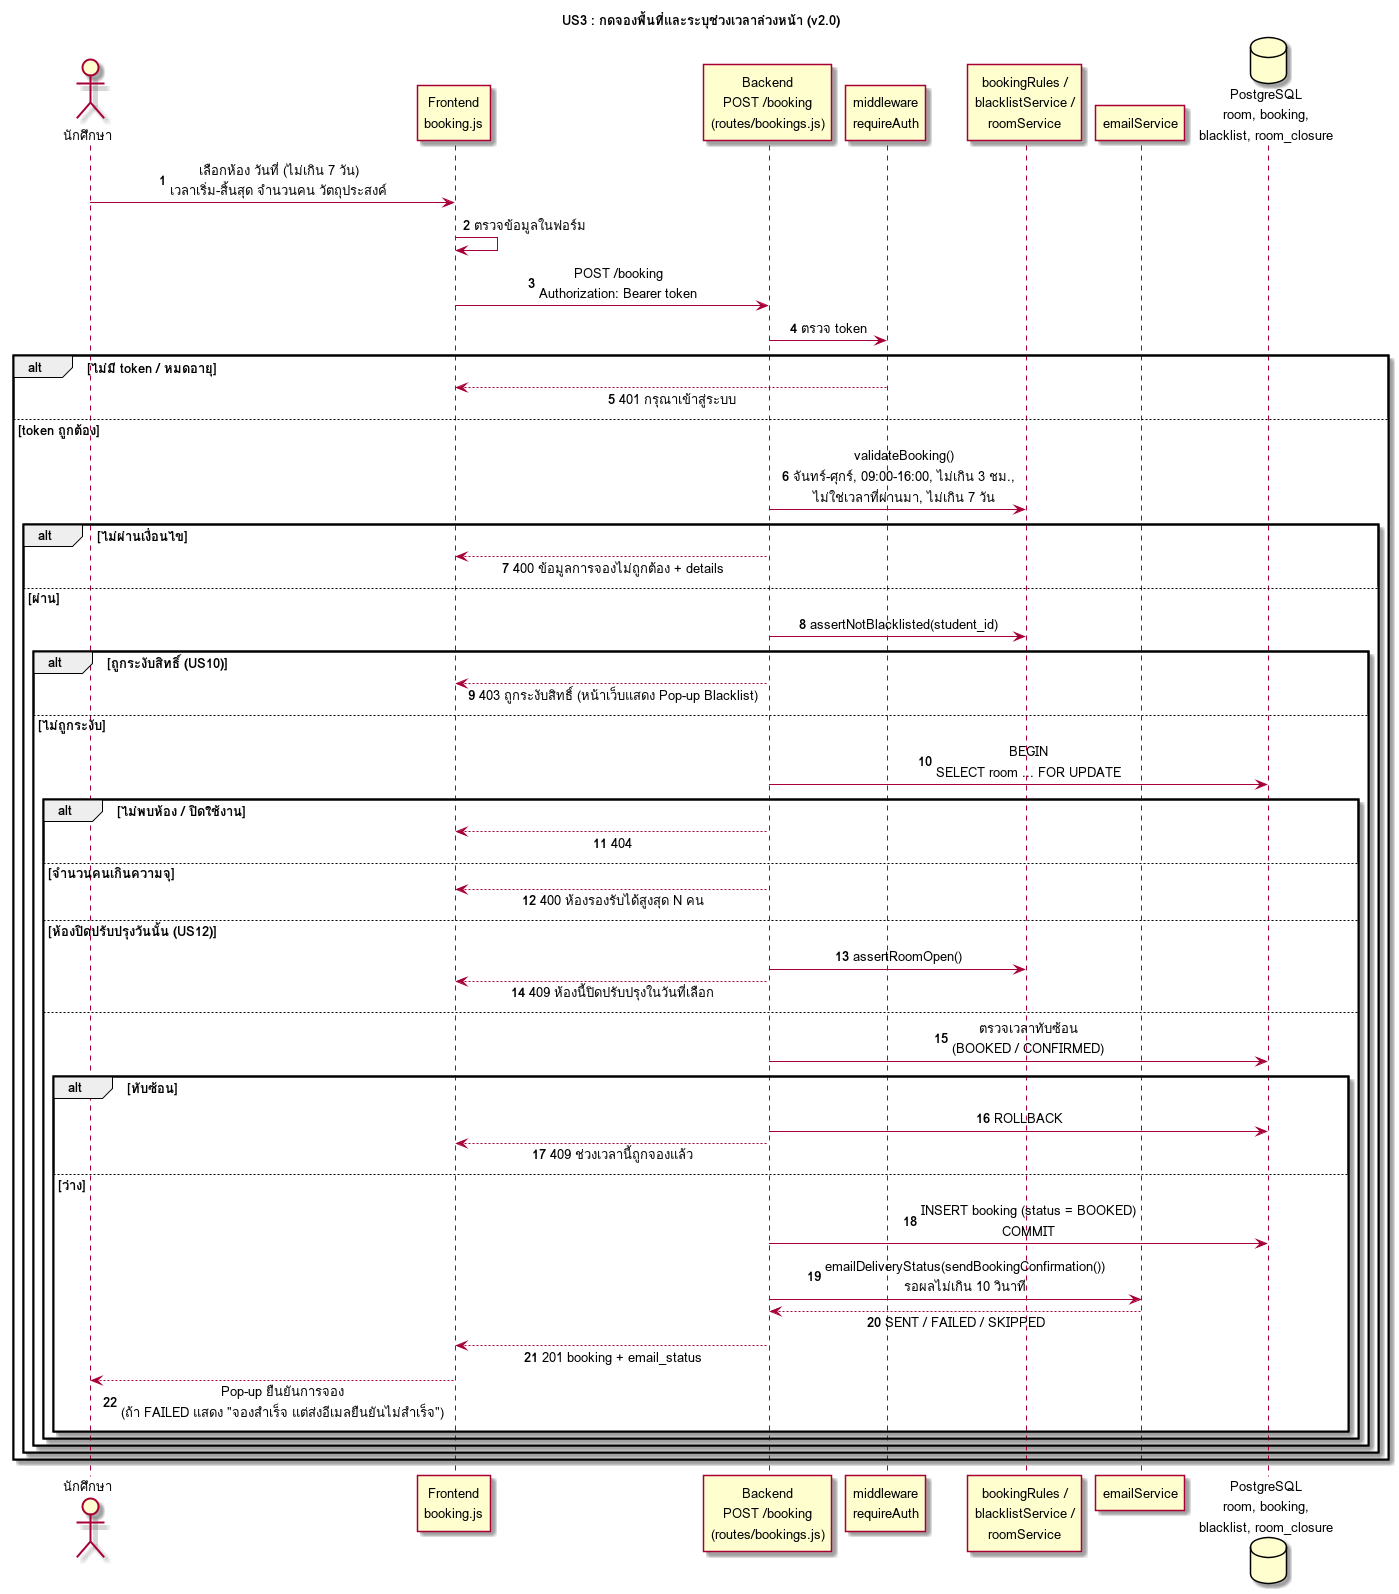 US3 : กดจองพื้นที่และระบุช่วงเวลาล่วงหน้า (v2.0)
นักศึกษา
Frontend
booking.js
Backend
POST /booking
(routes/bookings.js)
middleware
requireAuth
bookingRules /
blacklistService /
roomService
emailService
PostgreSQL
room, booking,
blacklist, room_closure
1 เลือกห้อง วันที่ (ไม่เกิน 7 วัน)
เวลาเริ่ม-สิ้นสุด จำนวนคน วัตถุประสงค์
2 ตรวจข้อมูลในฟอร์ม
3 POST /booking
Authorization: Bearer token
4 ตรวจ token
alt [ไม่มี token / หมดอายุ]
5 401 กรุณาเข้าสู่ระบบ
[token ถูกต้อง]
validateBooking()
6 จันทร์-ศุกร์, 09:00-16:00, ไม่เกิน 3 ชม.,
ไม่ใช่เวลาที่ผ่านมา, ไม่เกิน 7 วัน
alt [ไม่ผ่านเงื่อนไข]
7 400 ข้อมูลการจองไม่ถูกต้อง + details
[ผ่าน]
8 assertNotBlacklisted(student_id)
alt [ถูกระงับสิทธิ์ (US10)]
9 403 ถูกระงับสิทธิ์ (หน้าเว็บแสดง Pop-up Blacklist)
[ไม่ถูกระงับ]
10 BEGIN
SELECT room ... FOR UPDATE
alt [ไม่พบห้อง / ปิดใช้งาน]
11 404
[จำนวนคนเกินความจุ]
12 400 ห้องรองรับได้สูงสุด N คน
[ห้องปิดปรับปรุงวันนั้น (US12)]
13 assertRoomOpen()
14 409 ห้องนี้ปิดปรับปรุงในวันที่เลือก
15 ตรวจเวลาทับซ้อน
(BOOKED / CONFIRMED)
alt [ทับซ้อน]
16 ROLLBACK
17 409 ช่วงเวลานี้ถูกจองแล้ว
[ว่าง]
18 INSERT booking (status = BOOKED)
COMMIT
19 emailDeliveryStatus(sendBookingConfirmation())
รอผลไม่เกิน 10 วินาที
20 SENT / FAILED / SKIPPED
21 201 booking + email_status
22 Pop-up ยืนยันการจอง
(ถ้า FAILED แสดง "จองสำเร็จ แต่ส่งอีเมลยืนยันไม่สำเร็จ")
นักศึกษา
Frontend
booking.js
Backend
POST /booking
(routes/bookings.js)
middleware
requireAuth
bookingRules /
blacklistService /
roomService
emailService
PostgreSQL
room, booking,
blacklist, room_closure